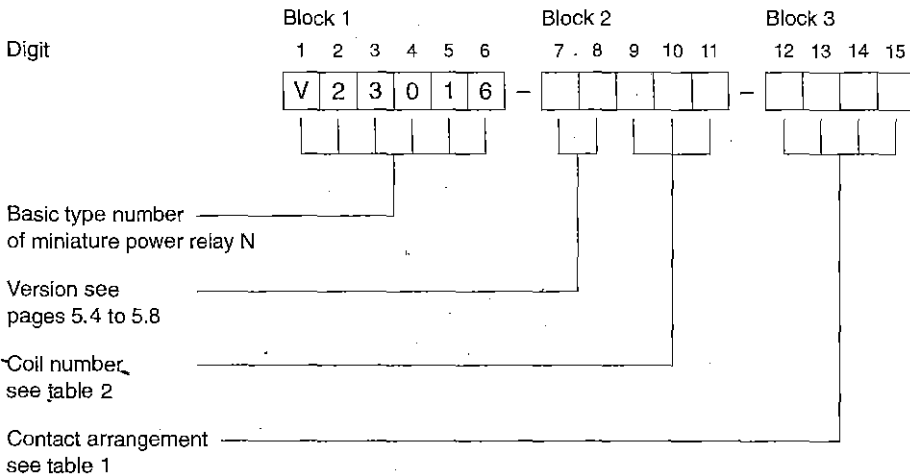 Block 1 Block 2 Block 3
Digit 1 2 3 4 5 6 7 8 9 10 11 12 13 14 15
V 2 3 0 1 6 – –
Basic type number
of miniature power relay N
Version see
pages 5.4 to 5.8
Coil number
see table 2
Contact arrangement
see table 1